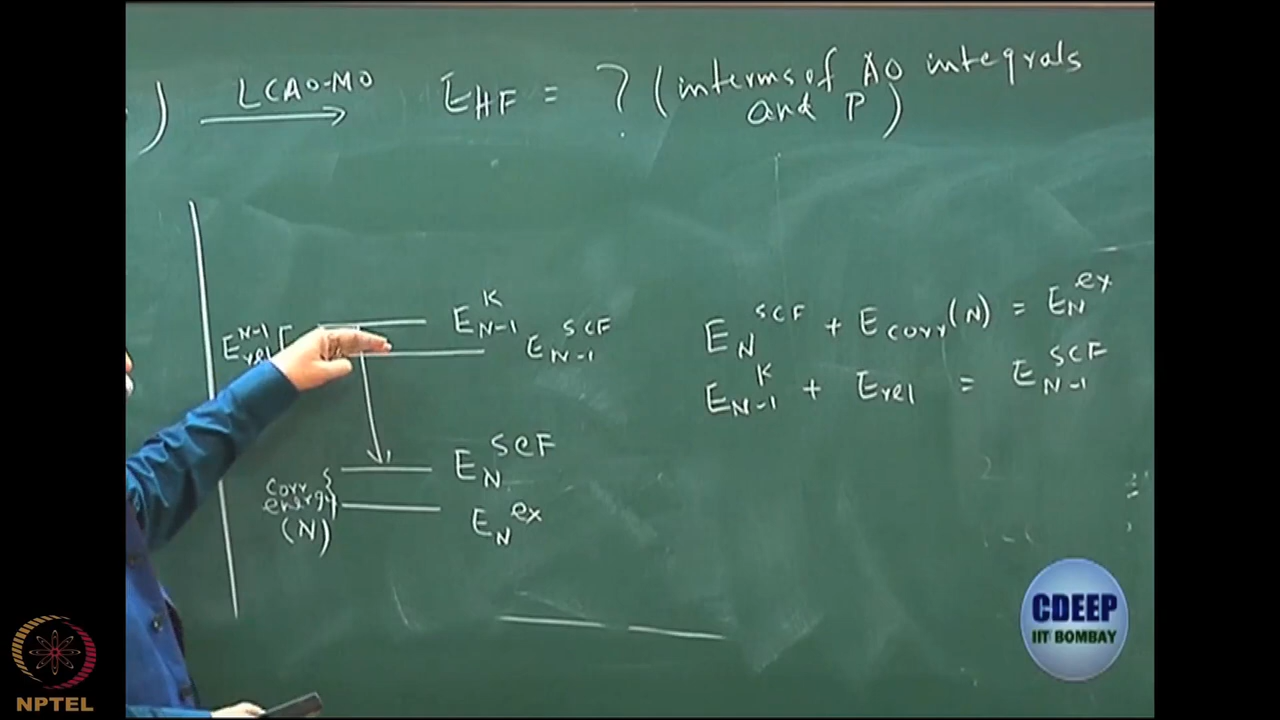 ) LCAO-MO → E_HF = ? (interms of AO integrals
and P)
E_rel^N-1 [ E_N-1^K
E_N-1^SCF
E_N^SCF
corr energy (N) } E_N^ex
E_N^SCF + E_corr(N) = E_N^ex
E_N-1^K + E_rel = E_N-1^SCF
CDEEP
IIT BOMBAY
NPTEL